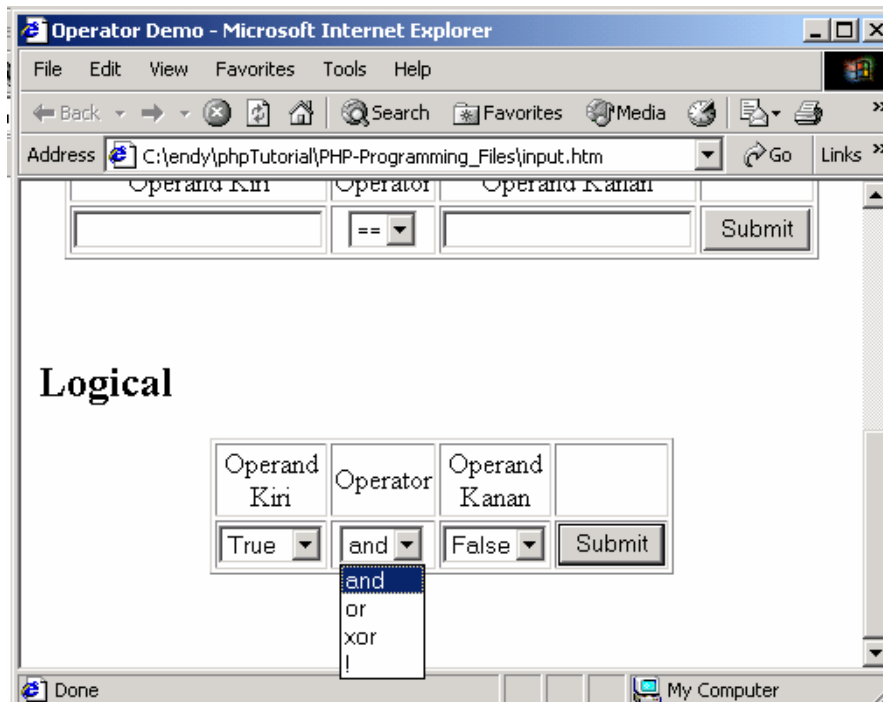 Operator Demo - Microsoft Internet Explorer
File Edit View Favorites Tools Help
Back Search Favorites Media »
Address C:\endy\phpTutorial\PHP-Programming_Files\input.htm Go Links »
Operand Kiri Operator Operand Kanan
== Submit
Logical
Operand Kiri Operator Operand Kanan
True and False Submit
and
or
xor
!
Done My Computer